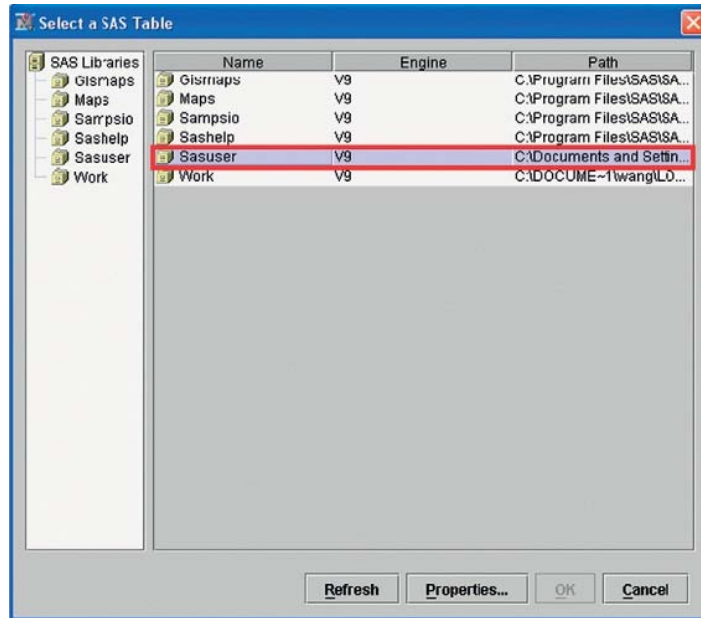 Select a SAS Table
SAS Libraries
Gismaps
Maps
Sampsio
Sashelp
Sasuser
Work
Name Engine Path
Gismaps V9 C:\Program Files\SAS\SA...
Maps V9 C:\Program Files\SAS\SA...
Sampsio V9 C:\Program Files\SAS\SA...
Sashelp V9 C:\Program Files\SAS\SA...
Sasuser V9 C:\Documents and Settin...
Work V9 C:\DOCUME~1\wang\LO...
Refresh Properties... OK Cancel